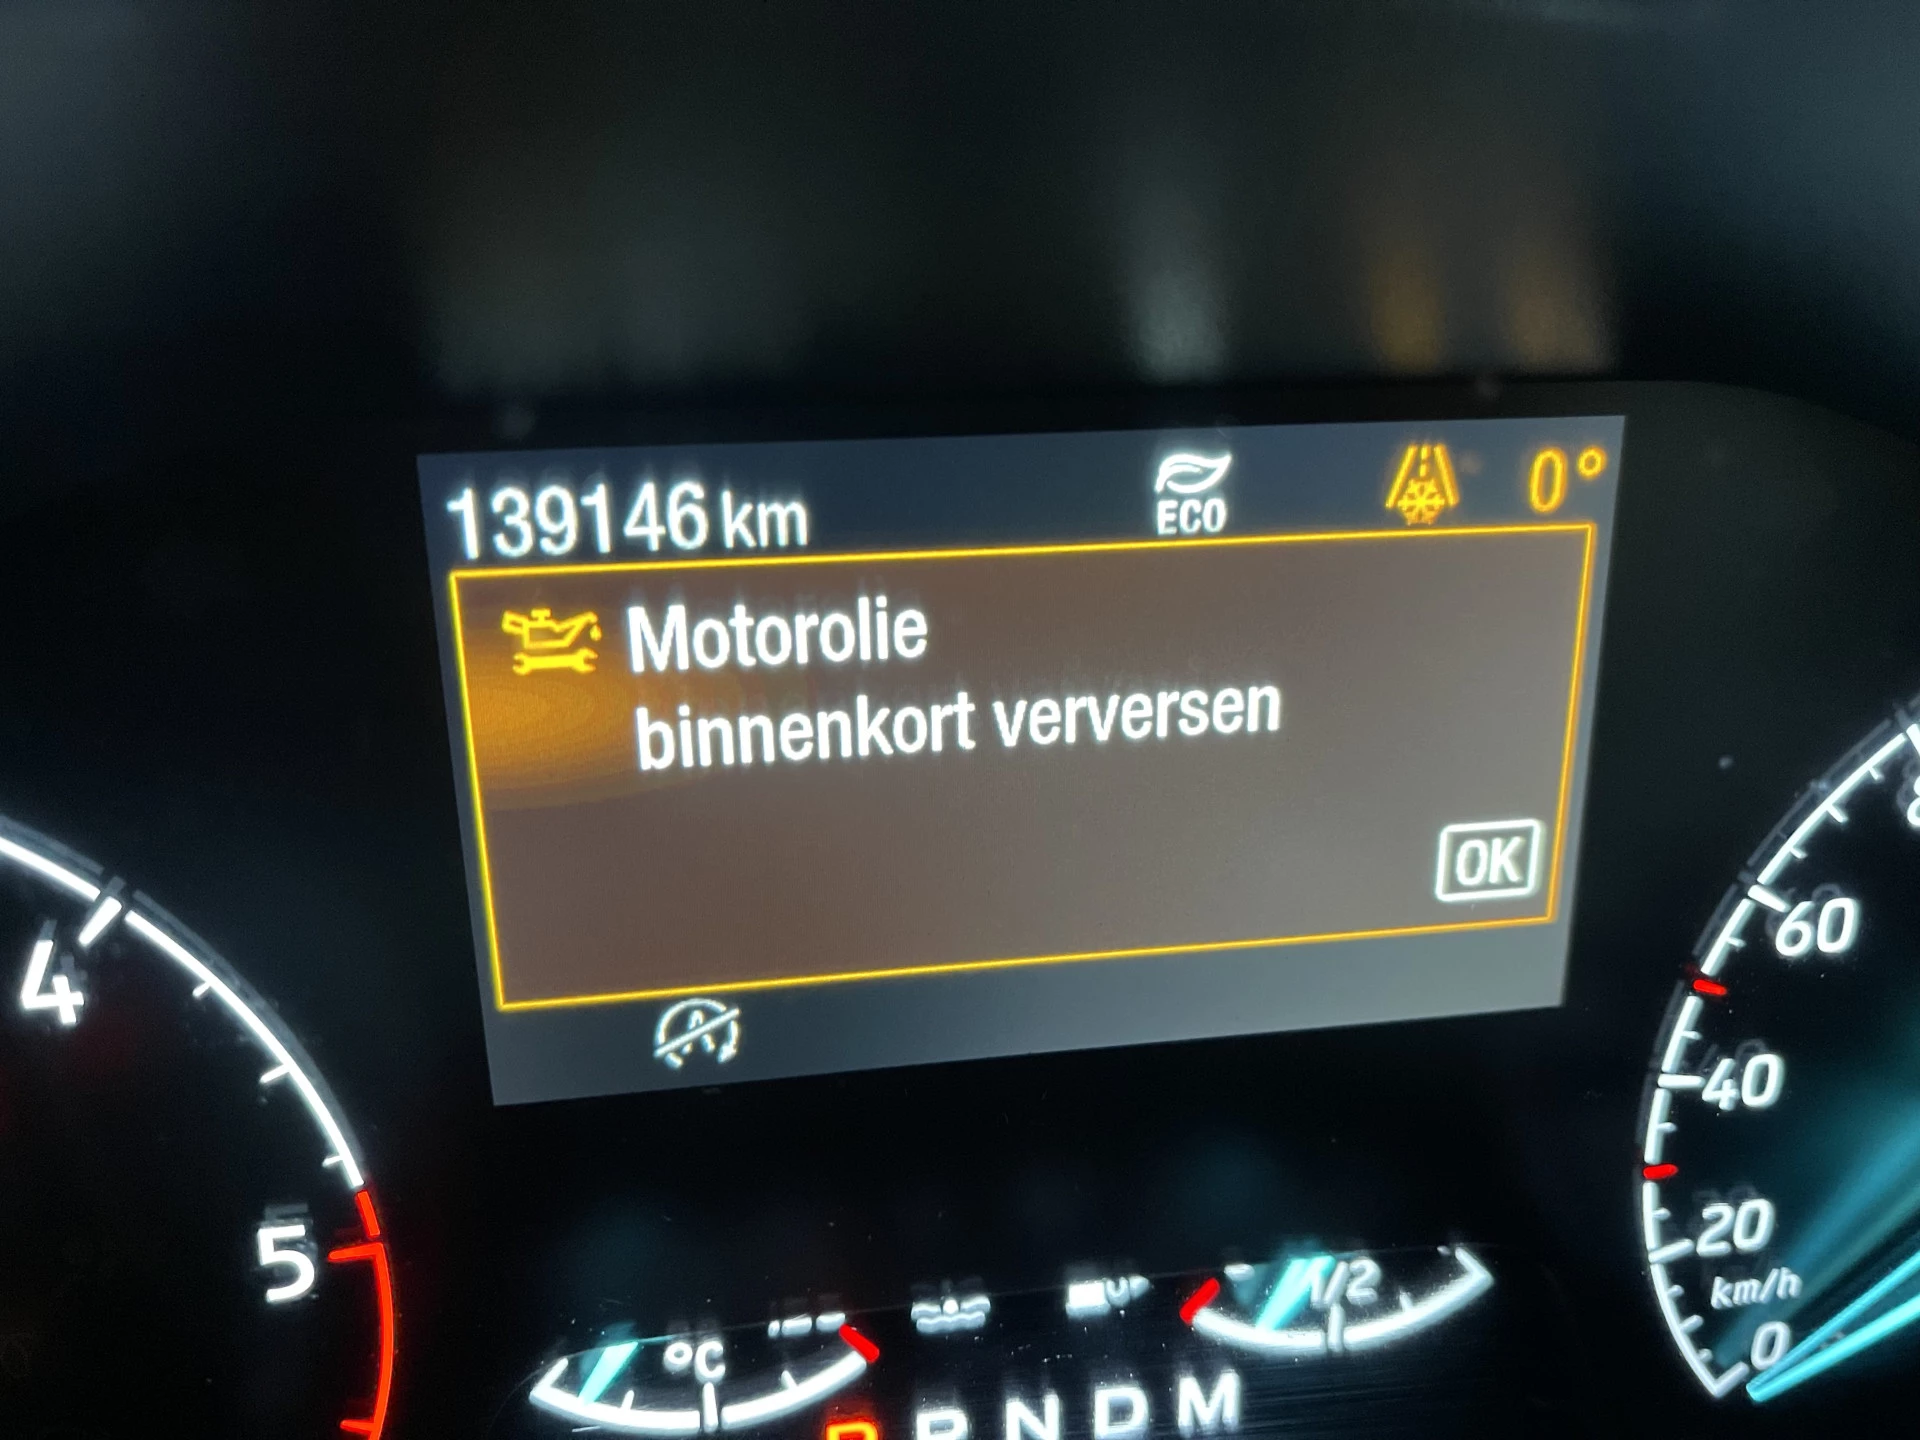 139146 km
ECO
0°
Motorolie
binnenkort verversen
OK
4
5
60
40
20
km/h
0
°C
1/2
P R N D M